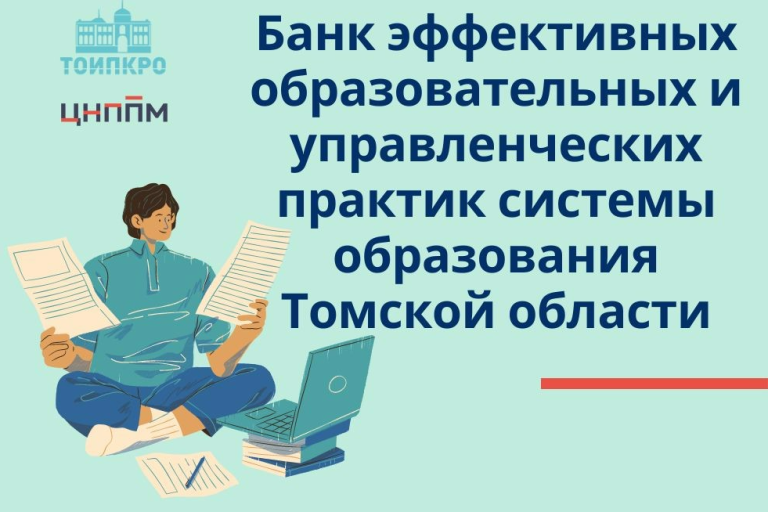 ТОИПКРО
ЦНППМ
Банк эффективных
образовательных и
управленческих
практик системы
образования
Томской области